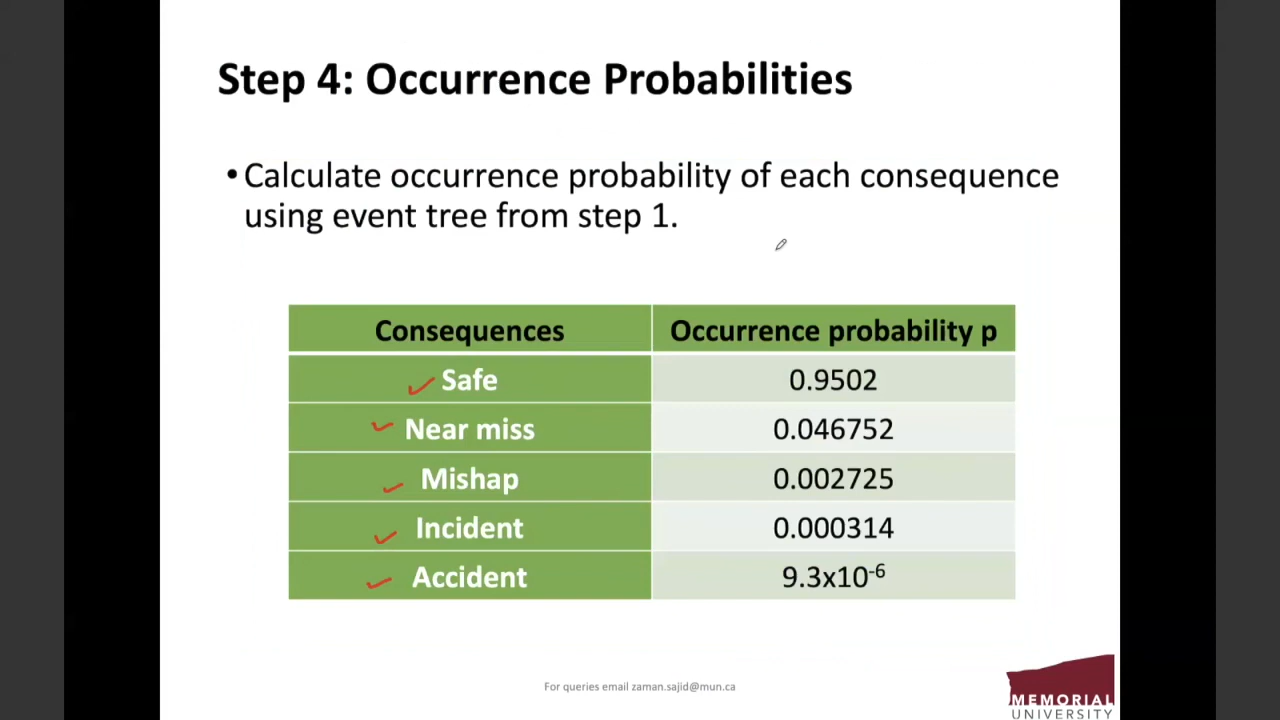 Step 4: Occurrence Probabilities
•Calculate occurrence probability of each consequence
using event tree from step 1.
Consequences Occurrence probability p
Safe 0.9502
Near miss 0.046752
Mishap 0.002725
Incident 0.000314
Accident 9.3x10⁻⁶
For queries email zaman.sajid@mun.ca
MEMORIAL
UNIVERSITY